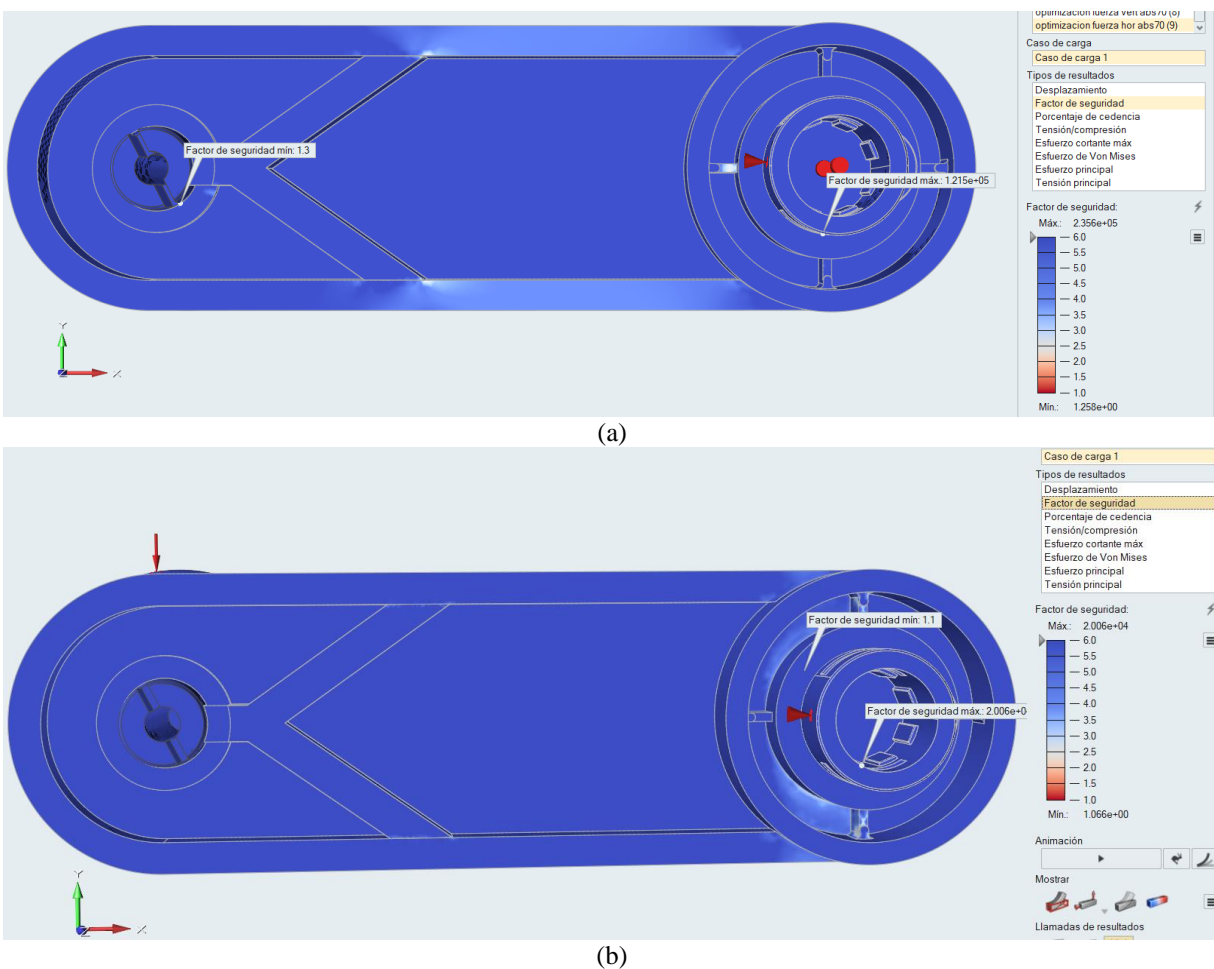 optimizacion fuerza vert abs70 (8)
optimizacion fuerza hor abs70 (9)
Caso de carga
Caso de carga 1
Tipos de resultados
Desplazamiento
Factor de seguridad
Porcentaje de cedencia
Tensión/compresión
Esfuerzo cortante máx
Esfuerzo de Von Mises
Esfuerzo principal
Tensión principal
Factor de seguridad mín: 1.3
Factor de seguridad máx.: 1.215e+05
Factor de seguridad:
Máx.: 2.356e+05
6.0
5.5
5.0
4.5
4.0
3.5
3.0
2.5
2.0
1.5
1.0
Mín.: 1.258e+00
Y
X
(a)
Caso de carga 1
Tipos de resultados
Desplazamiento
Factor de seguridad
Porcentaje de cedencia
Tensión/compresión
Esfuerzo cortante máx
Esfuerzo de Von Mises
Esfuerzo principal
Tensión principal
Factor de seguridad mín: 1.1
Factor de seguridad máx.: 2.006e+0
Factor de seguridad:
Máx.: 2.006e+04
6.0
5.5
5.0
4.5
4.0
3.5
3.0
2.5
2.0
1.5
1.0
Mín.: 1.066e+00
Animación
Mostrar
Llamadas de resultados
Y
Z
X
(b)